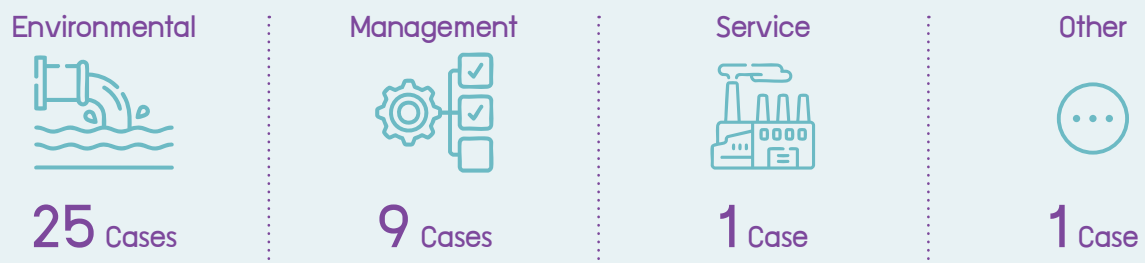 Environmental
25 Cases
Management
9 Cases
Service
1 Case
Other
1 Case